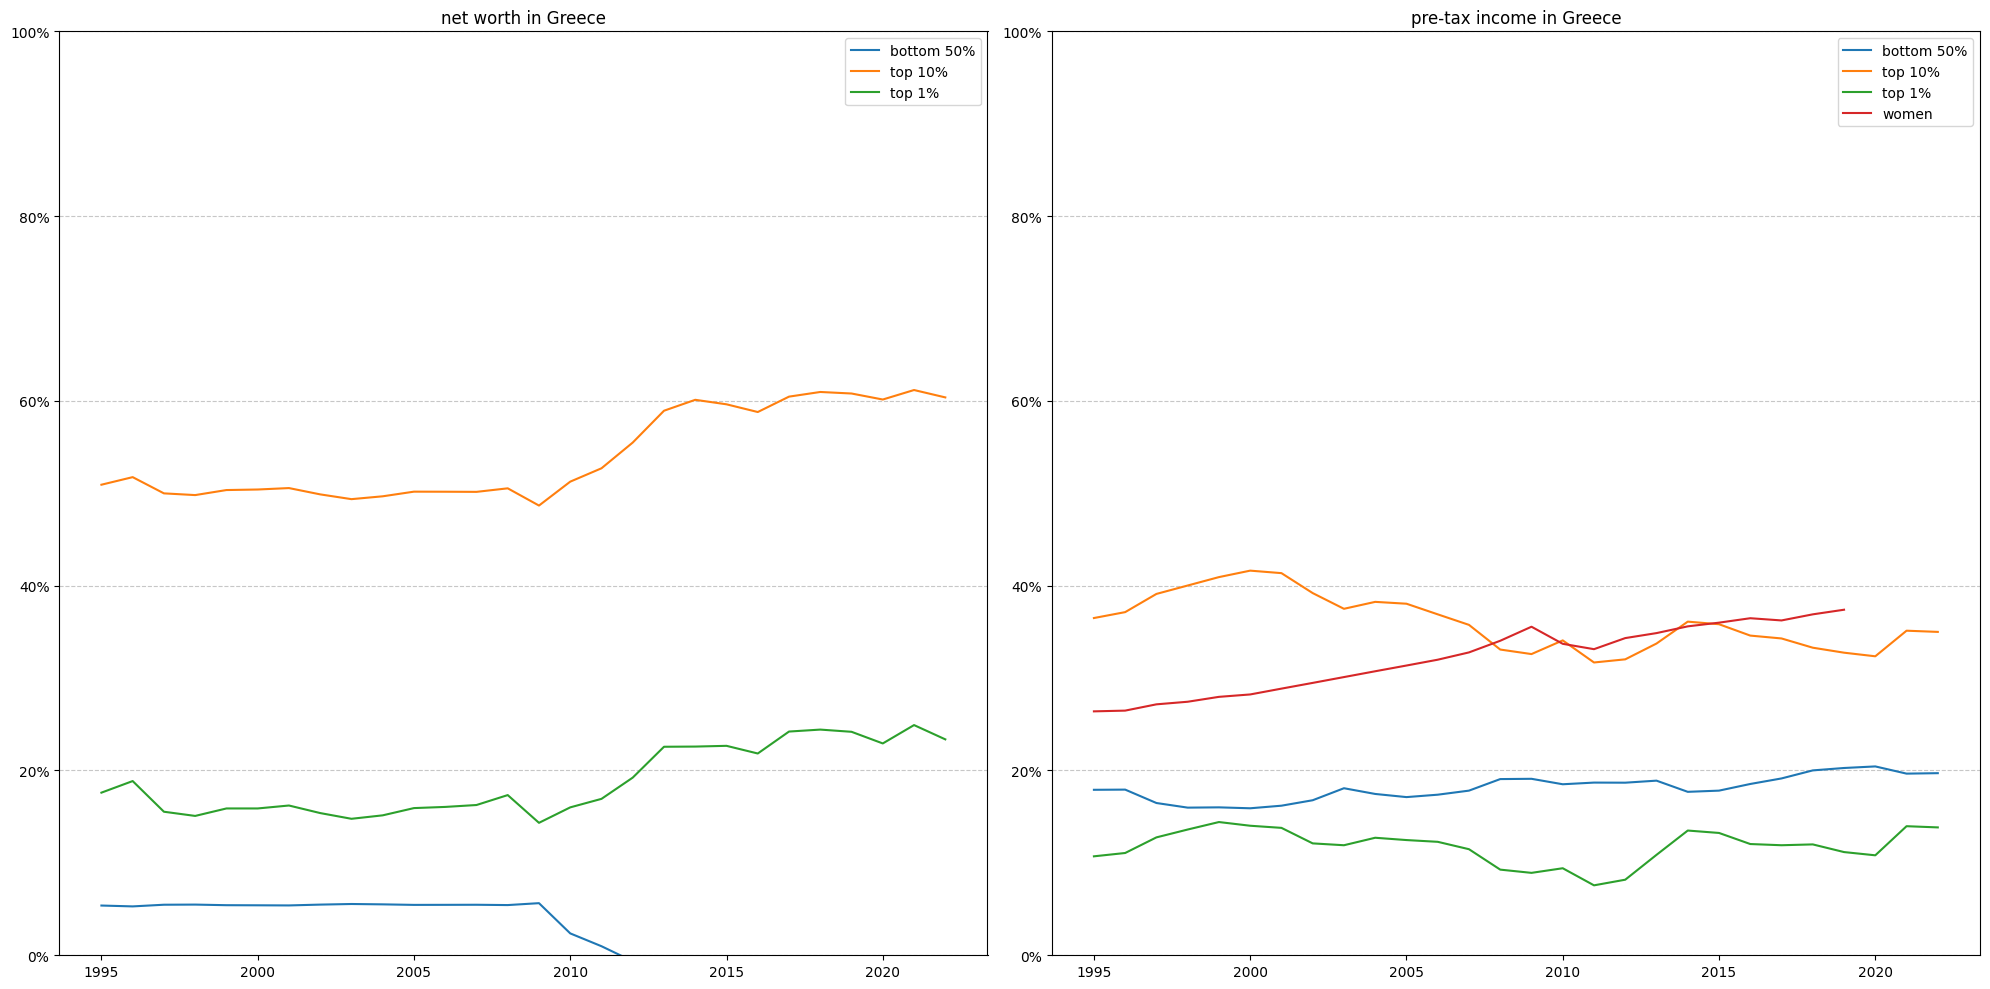 net worth in Greece
100%
80%
60%
40%
20%
0%
1995 2000 2005 2010 2015 2020
bottom 50%
top 10%
top 1%
pre-tax income in Greece
100%
80%
60%
40%
20%
0%
1995 2000 2005 2010 2015 2020
bottom 50%
top 10%
top 1%
women